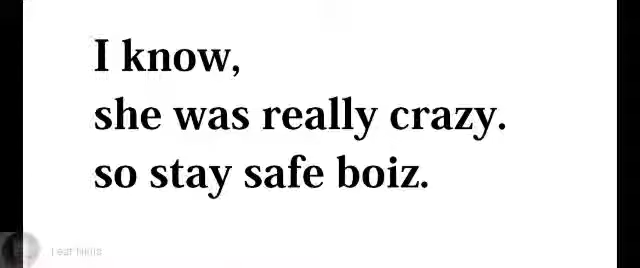 I know,
she was really crazy.
so stay safe boiz.